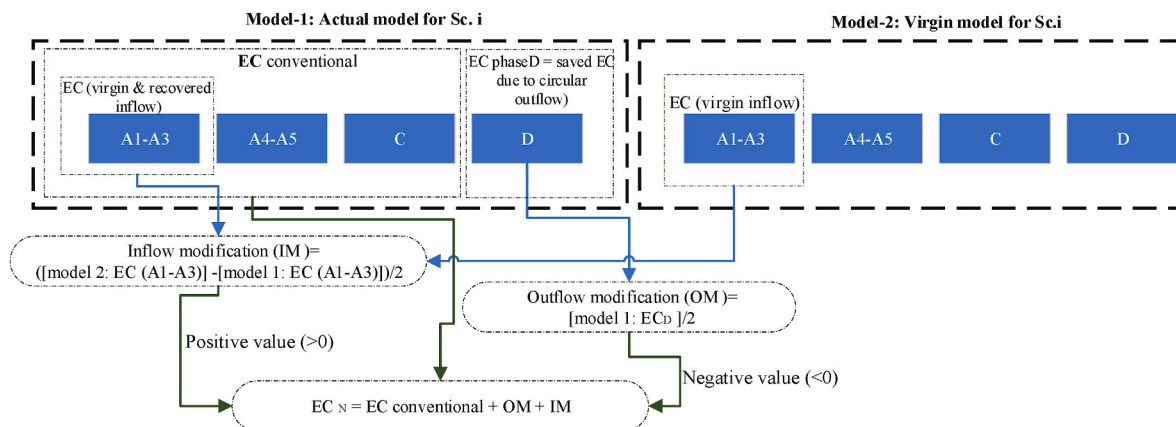 Model-1: Actual model for Sc. i
Model-2: Virgin model for Sc.i
EC conventional
EC phaseD = saved EC
due to circular
outflow)
EC (virgin & recovered
inflow)
EC (virgin inflow)
A1-A3
A4-A5
C
D
A1-A3
A4-A5
C
D
Inflow modification (IM)=
([model 2: EC (A1-A3)] -[model 1: EC (A1-A3)])/2
Outflow modification (OM)=
[model 1: ECD ]/2
Positive value (>0)
Negative value (<0)
EC N = EC conventional + OM + IM